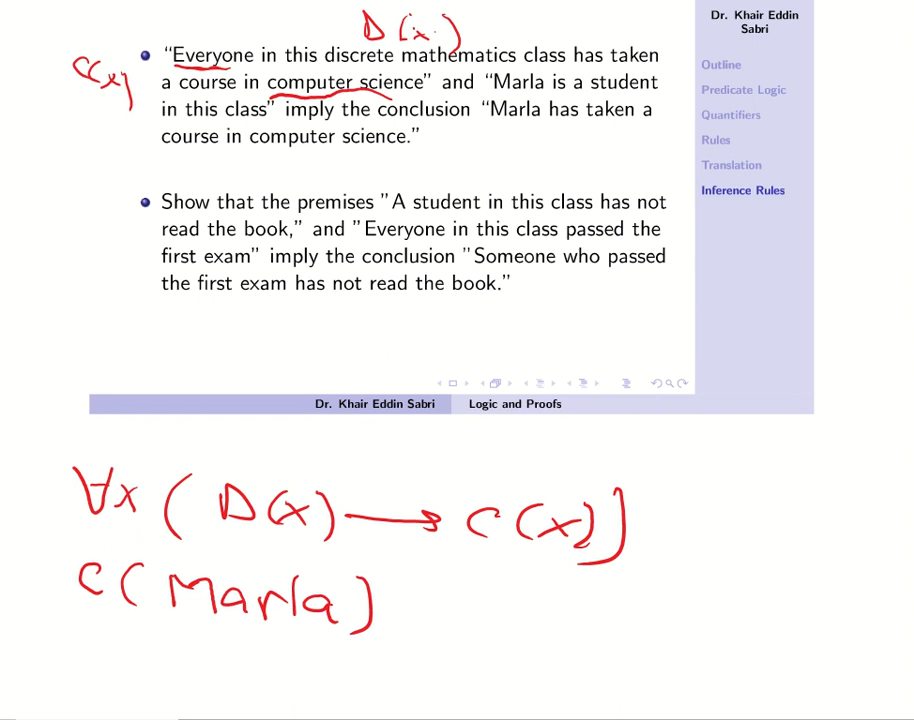 D(x)
Dr. Khair Eddin
Sabri
"Everyone in this discrete mathematics class has taken
C(x)
a course in computer science" and "Marla is a student
in this class" imply the conclusion "Marla has taken a
course in computer science."
Show that the premises "A student in this class has not
read the book," and "Everyone in this class passed the
first exam" imply the conclusion "Someone who passed
the first exam has not read the book."
Outline
Predicate Logic
Quantifiers
Rules
Translation
Inference Rules
Dr. Khair Eddin Sabri
Logic and Proofs
∀x ( D(x) → C(x) )
C( Marla )